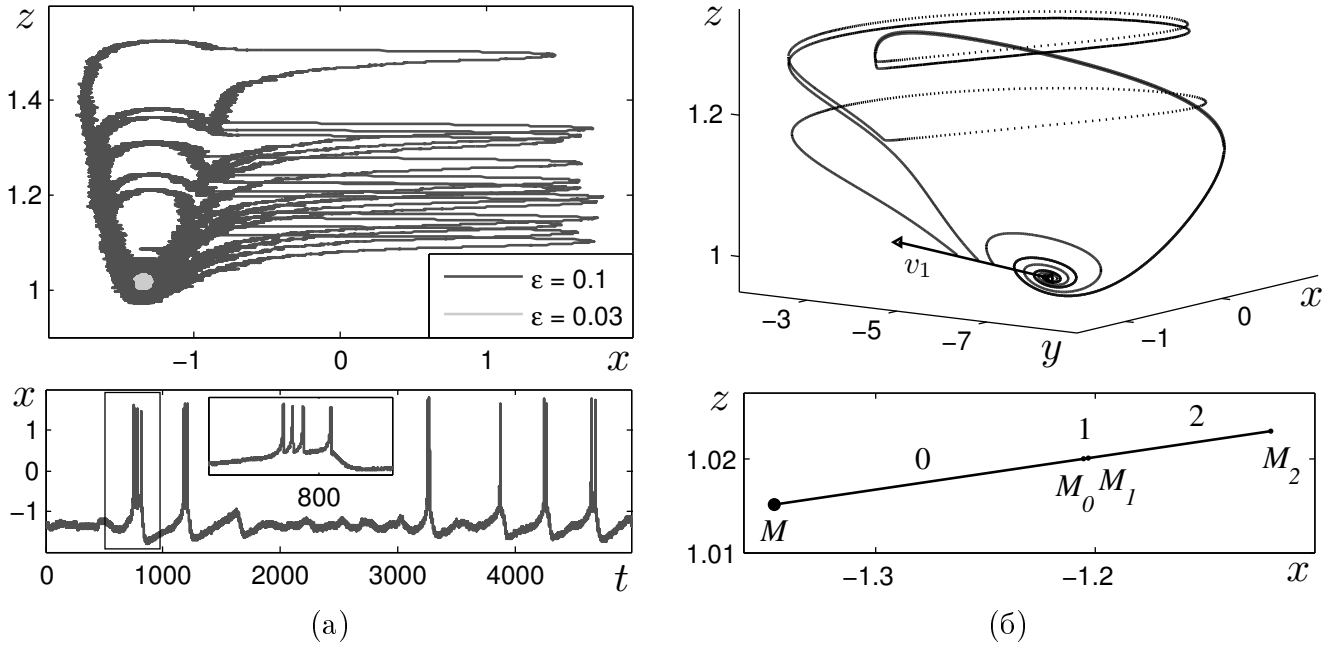 z
1.4
1.2
1
ε = 0.1
ε = 0.03
−1 0 1 x
x
1
0
−1
800
0 1000 2000 3000 4000 t
(а)
z
1.2
1
v1
−3 −5 −7 y −1 0 x
z
1.02
1.01
0 1 2
M M0 M1 M2
−1.3 −1.2 x
(б)